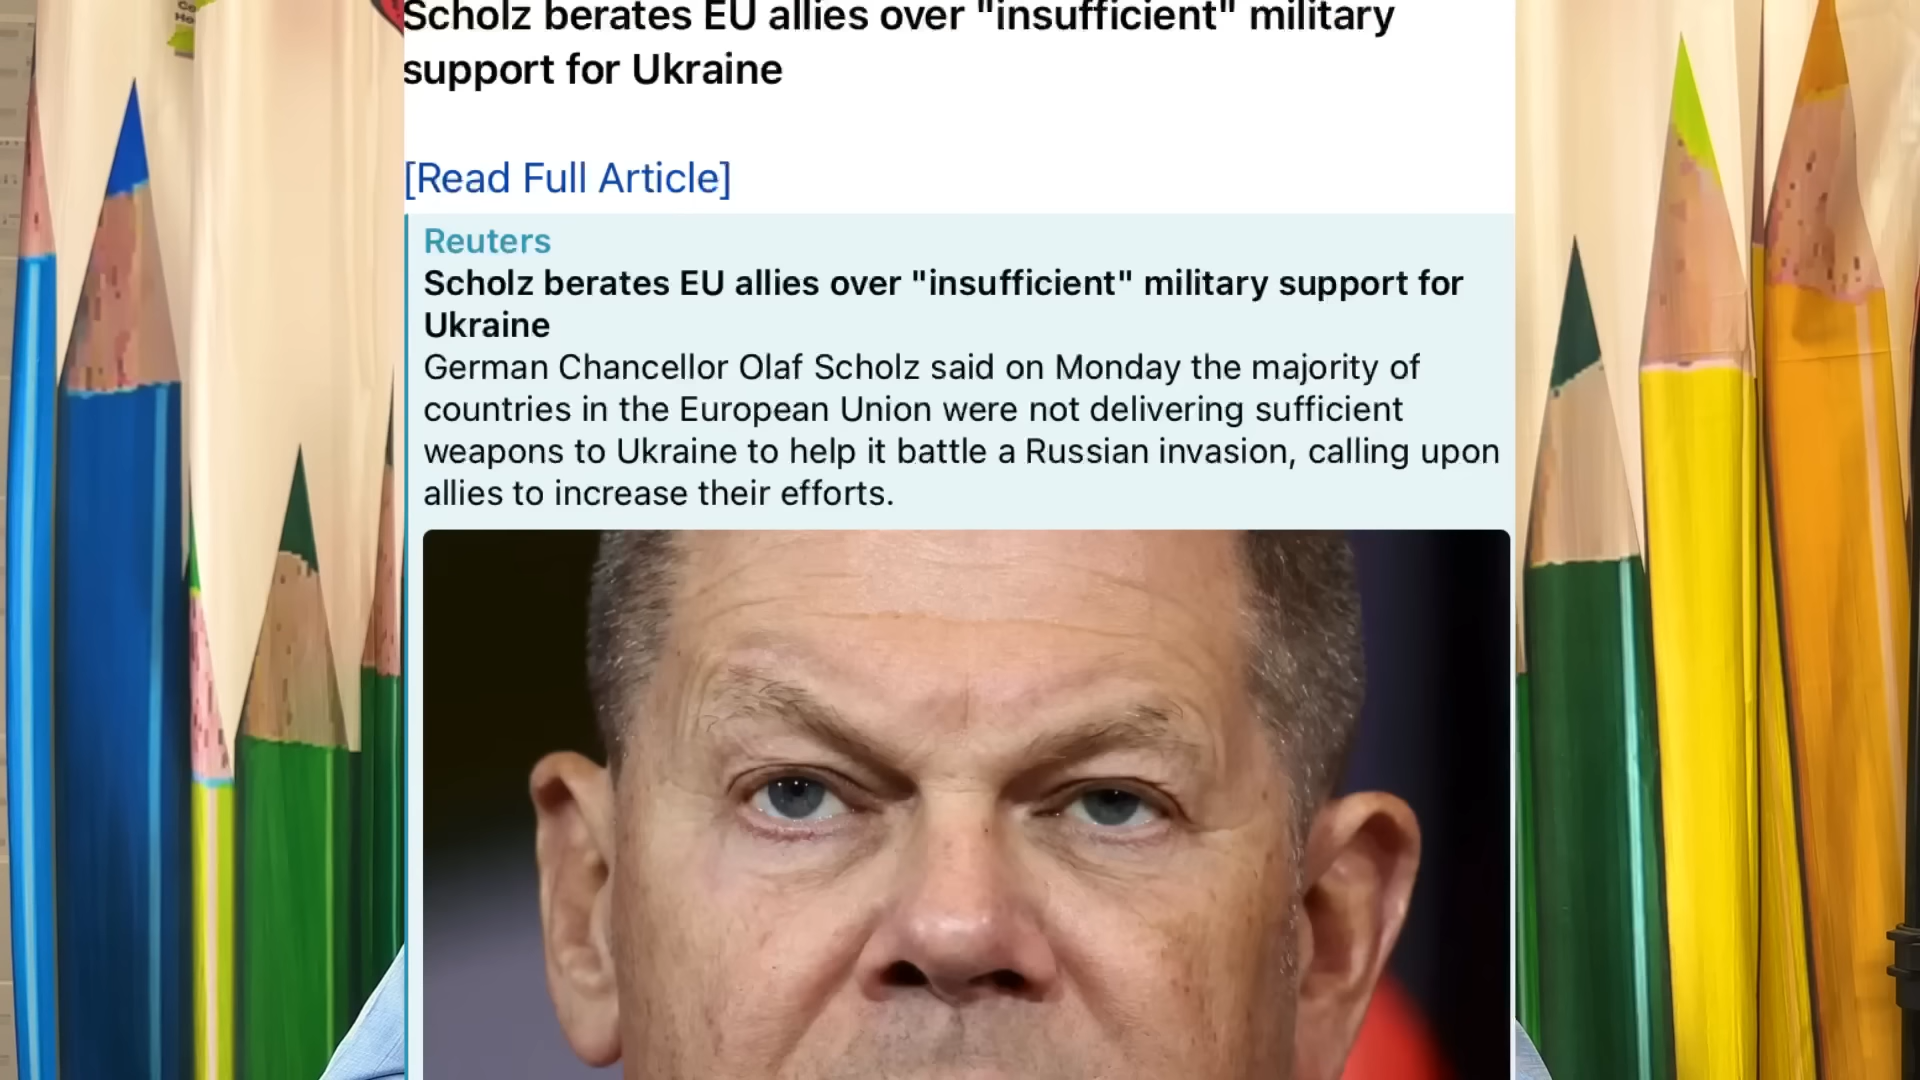 Scholz berates EU allies over "insufficient" military
support for Ukraine
[Read Full Article]
Reuters
Scholz berates EU allies over "insufficient" military support for
Ukraine
German Chancellor Olaf Scholz said on Monday the majority of
countries in the European Union were not delivering sufficient
weapons to Ukraine to help it battle a Russian invasion, calling upon
allies to increase their efforts.